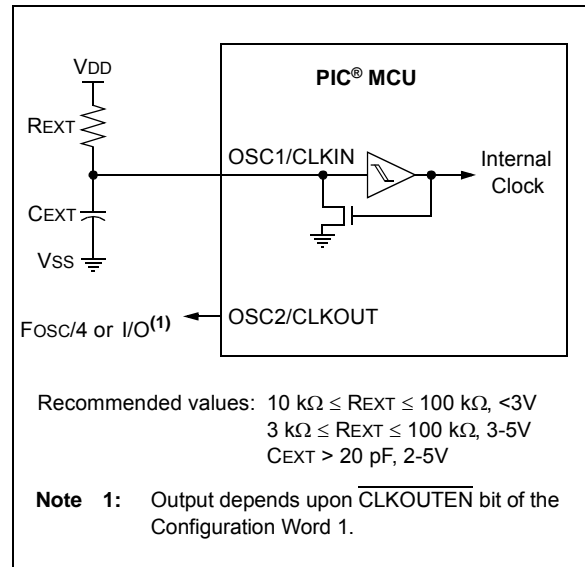 VDD
PIC® MCU
REXT
OSC1/CLKIN
Internal
Clock
CEXT
VSS
OSC2/CLKOUT
FOSC/4 or I/O(1)
Recommended values: 10 kΩ ≤ REXT ≤ 100 kΩ, <3V
3 kΩ ≤ REXT ≤ 100 kΩ, 3-5V
CEXT > 20 pF, 2-5V
Note 1: Output depends upon CLKOUTEN bit of the
Configuration Word 1.